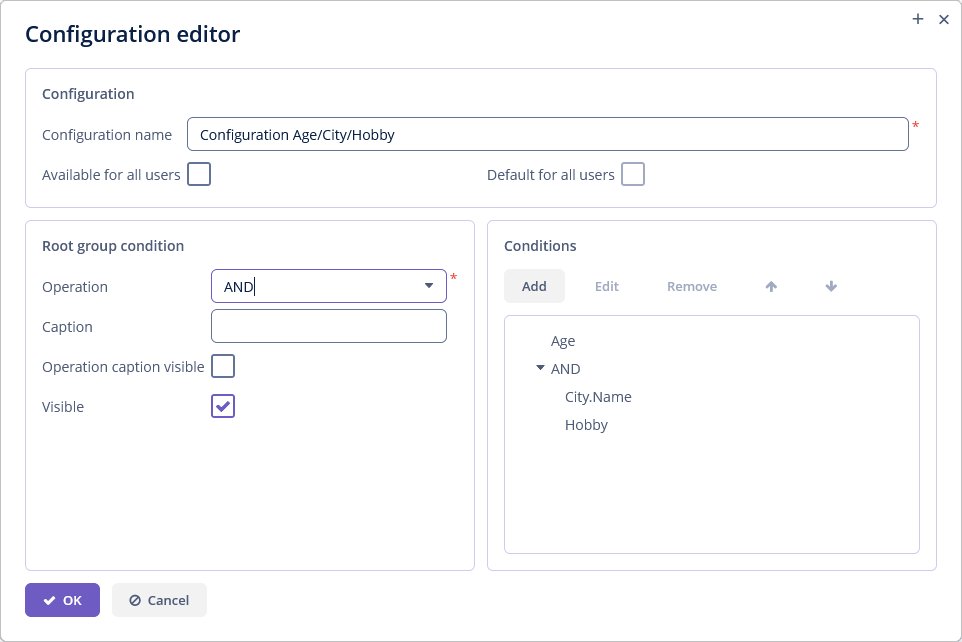 Configuration editor
Configuration
Configuration name Configuration Age/City/Hobby *
Available for all users Default for all users
Root group condition
Operation AND *
Caption
Operation caption visible
Visible
Conditions
Add Edit Remove
Age
AND
City.Name
Hobby
OK Cancel